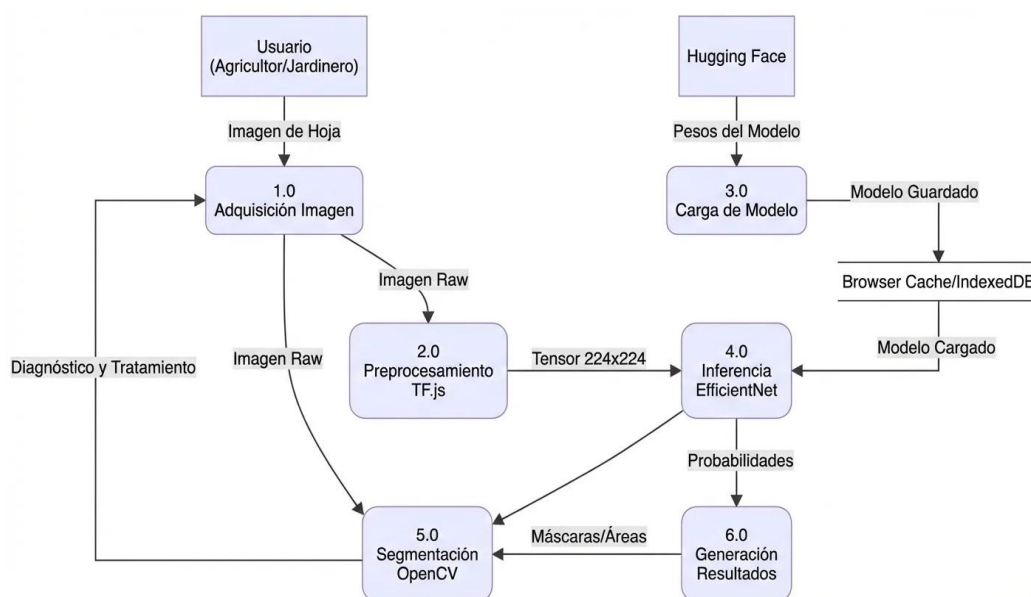 Usuario
(Agricultor/Jardinero)
Hugging Face
Imagen de Hoja
Pesos del Modelo
1.0
Adquisición Imagen
3.0
Carga de Modelo
Modelo Guardado
Imagen Raw
Browser Cache/IndexedDB
2.0
Preprocesamiento
TF.js
Tensor 224x224
4.0
Inferencia
EfficientNet
Modelo Cargado
Imagen Raw
Diagnóstico y Tratamiento
Probabilidades
5.0
Segmentación
OpenCV
Máscaras/Áreas
6.0
Generación
Resultados